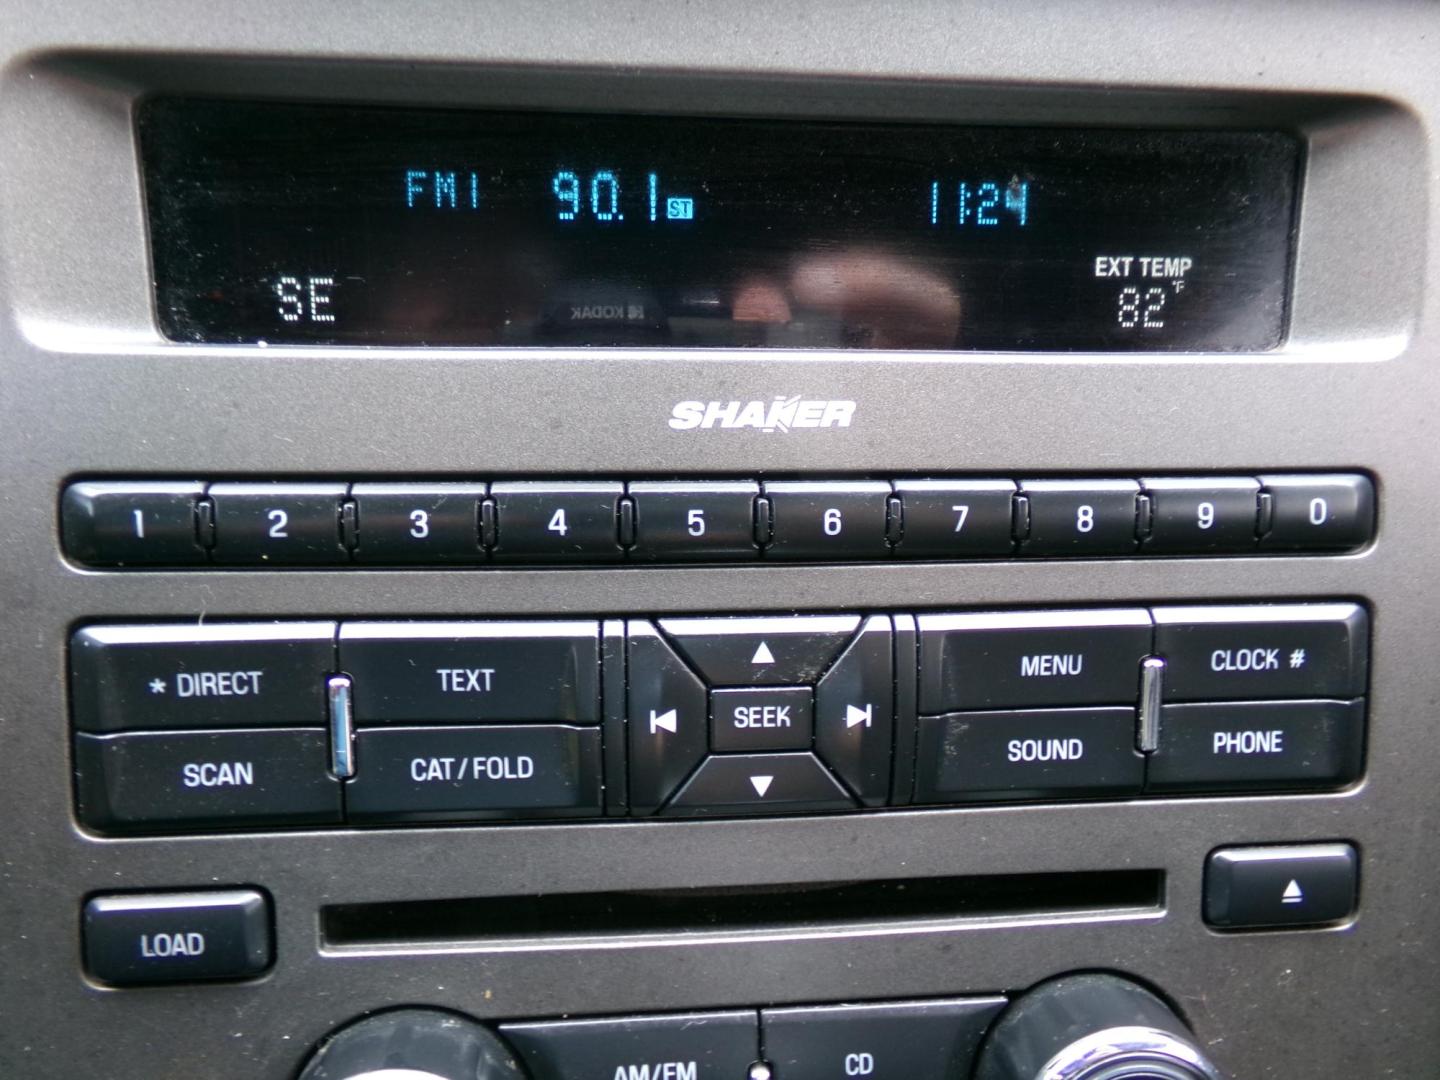 FM1 90.1 ST 11:24
EXT TEMP
SE 82°F
KODAK
SHAKER
1 2 3 4 5 6 7 8 9 0
* DIRECT TEXT MENU CLOCK #
SEEK
SCAN CAT/FOLD SOUND PHONE
LOAD
AM/FM CD